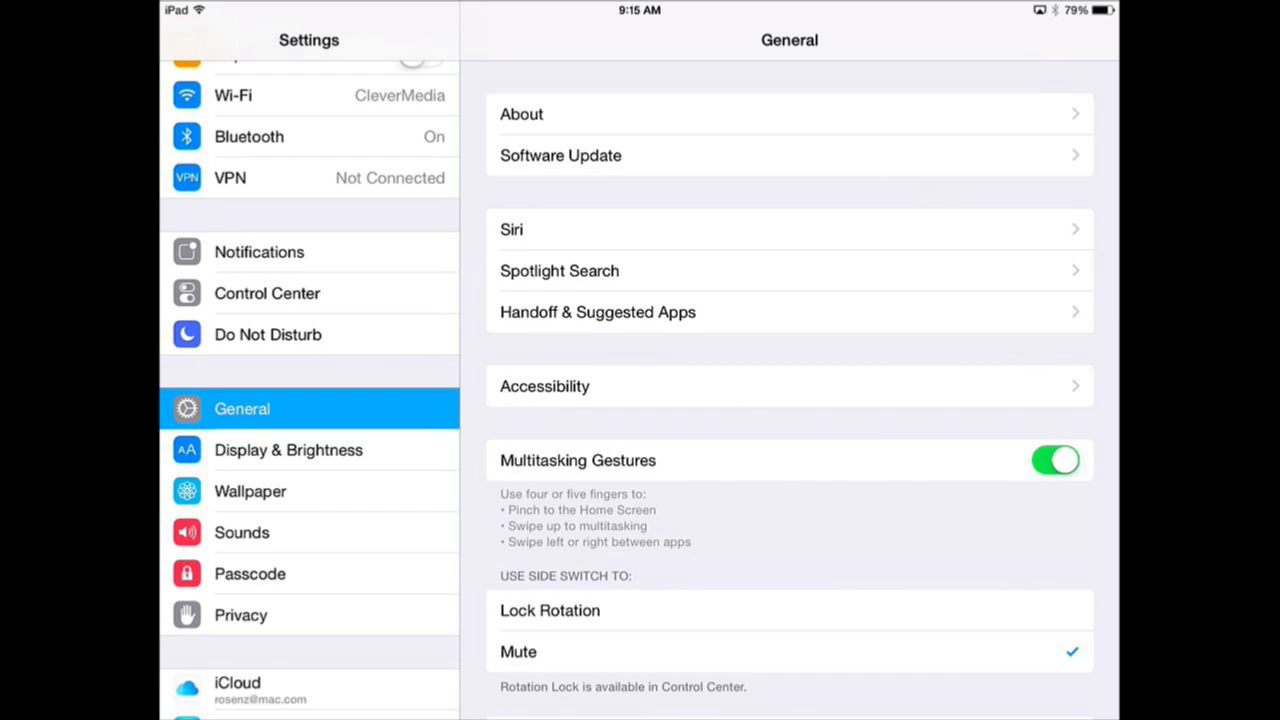 iPad 9:15 AM 79%
Settings
General
Wi-Fi CleverMedia
Bluetooth On
VPN VPN Not Connected
Notifications
Control Center
Do Not Disturb
General
AA Display & Brightness
Wallpaper
Sounds
Passcode
Privacy
iCloud
rosenz@mac.com
About
Software Update
Siri
Spotlight Search
Handoff & Suggested Apps
Accessibility
Multitasking Gestures
Use four or five fingers to:
• Pinch to the Home Screen
• Swipe up to multitasking
• Swipe left or right between apps
USE SIDE SWITCH TO:
Lock Rotation
Mute
Rotation Lock is available in Control Center.